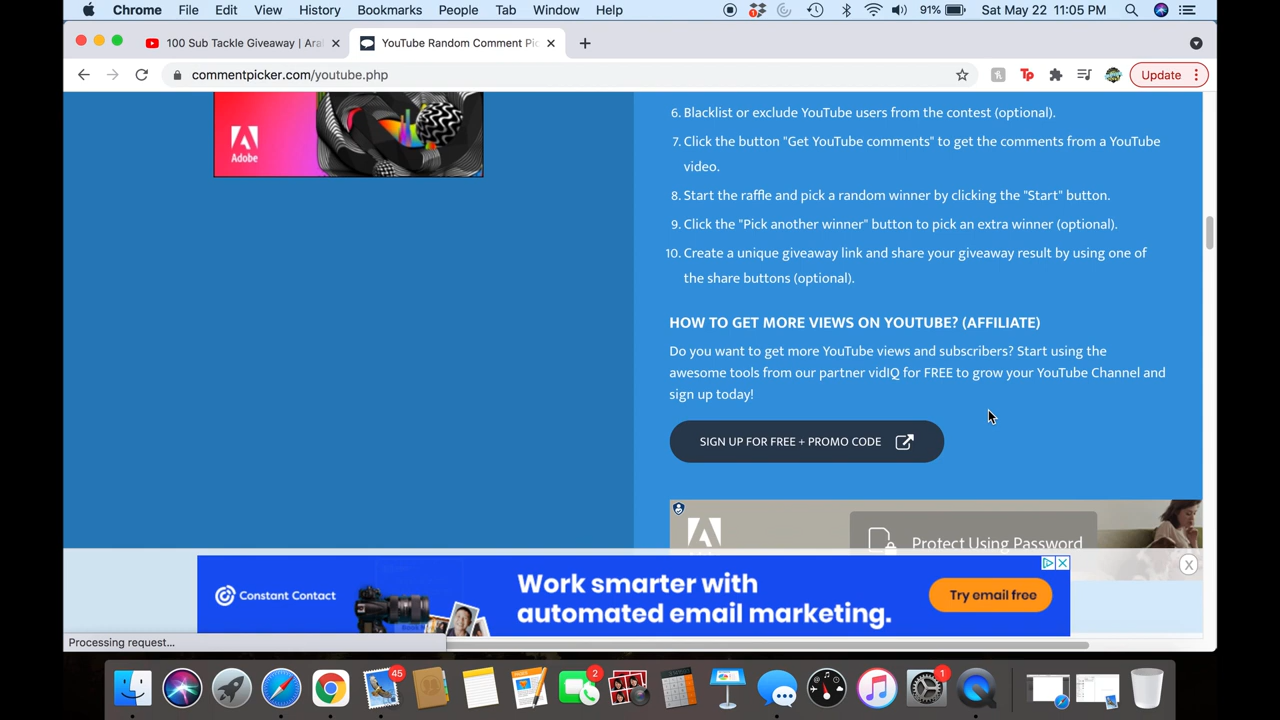 Chrome File Edit View History Bookmarks People Tab Window Help 91% Sat May 22 11:05 PM
100 Sub Tackle Giveaway | Ara
YouTube Random Comment Pic
commentpicker.com/youtube.php
Tp
Update
Adobe
6. Blacklist or exclude YouTube users from the contest (optional).
7. Click the button "Get YouTube comments" to get the comments from a YouTube
video.
8. Start the raffle and pick a random winner by clicking the "Start" button.
9. Click the "Pick another winner" button to pick an extra winner (optional).
10. Create a unique giveaway link and share your giveaway result by using one of
the share buttons (optional).
HOW TO GET MORE VIEWS ON YOUTUBE? (AFFILIATE)
Do you want to get more YouTube views and subscribers? Start using the
awesome tools from our partner vidIQ for FREE to grow your YouTube Channel and
sign up today!
SIGN UP FOR FREE + PROMO CODE
Protect Using Password
X
Constant Contact
Work smarter with
automated email marketing.
Try email free
Processing request...
45
2
1